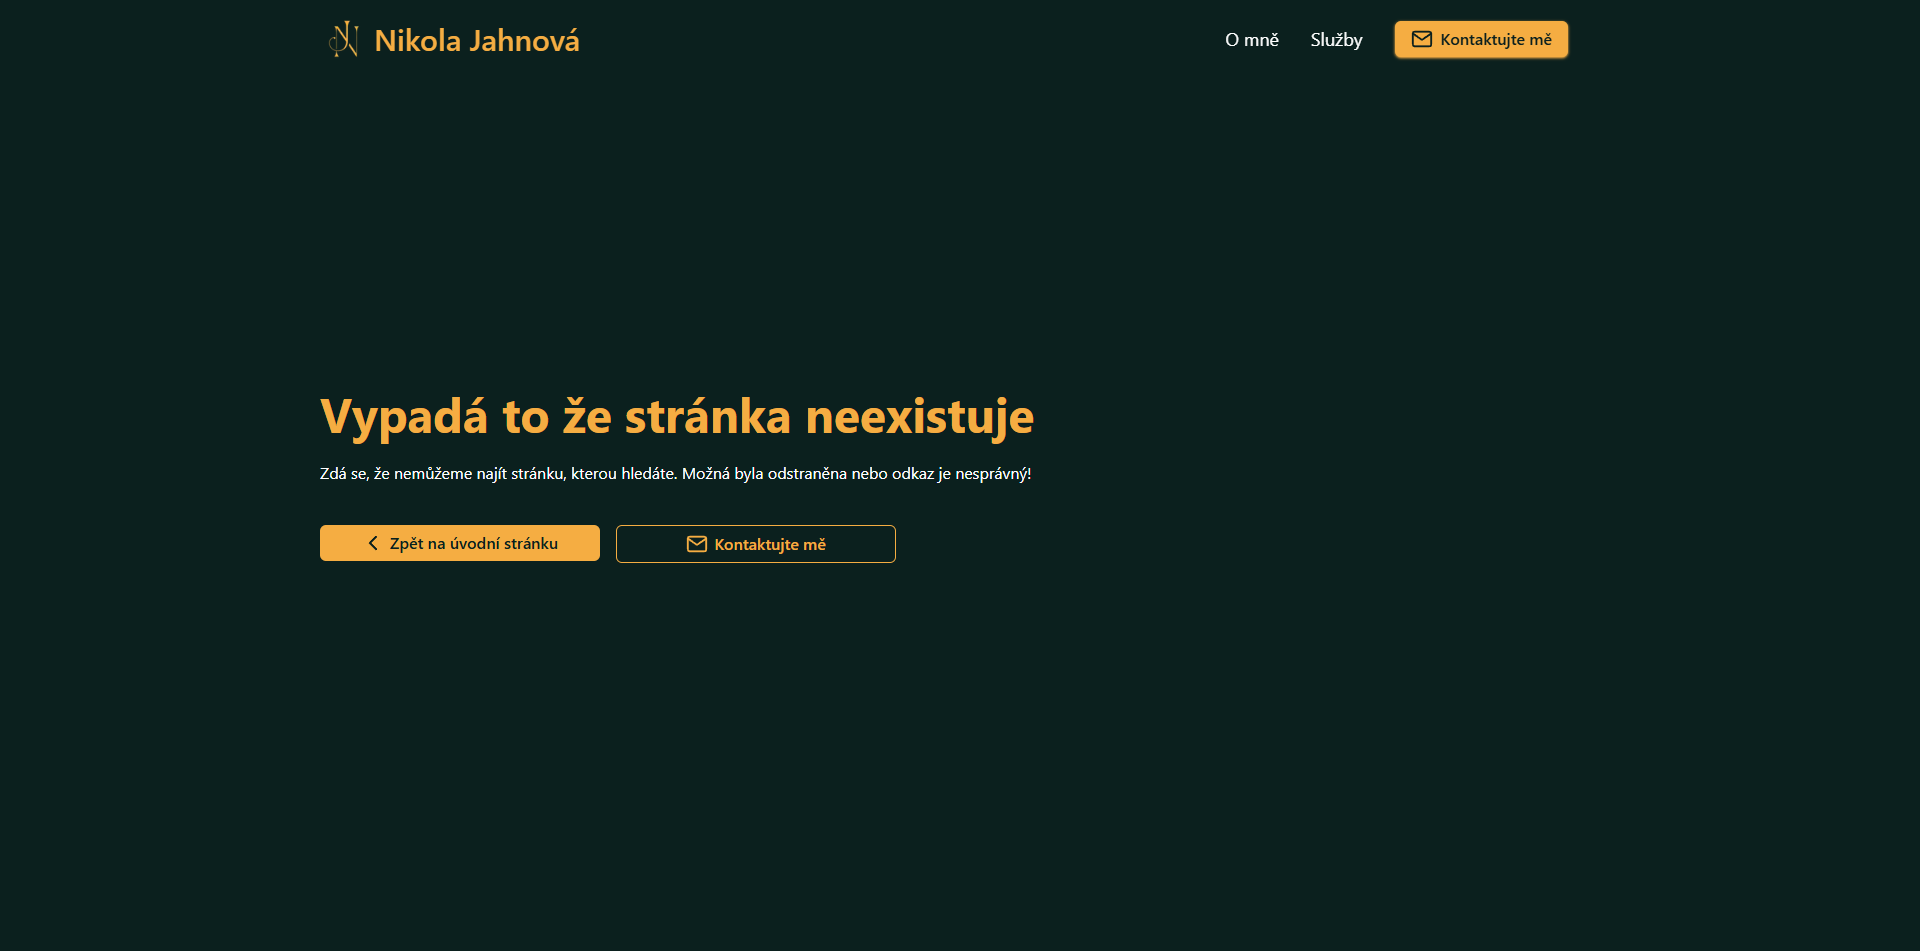 JN Nikola Jahnová
O mně
Služby
Kontaktujte mě
Vypadá to že stránka neexistuje
Zdá se, že nemůžeme najít stránku, kterou hledáte. Možná byla odstraněna nebo odkaz je nesprávný!
Zpět na úvodní stránku
Kontaktujte mě